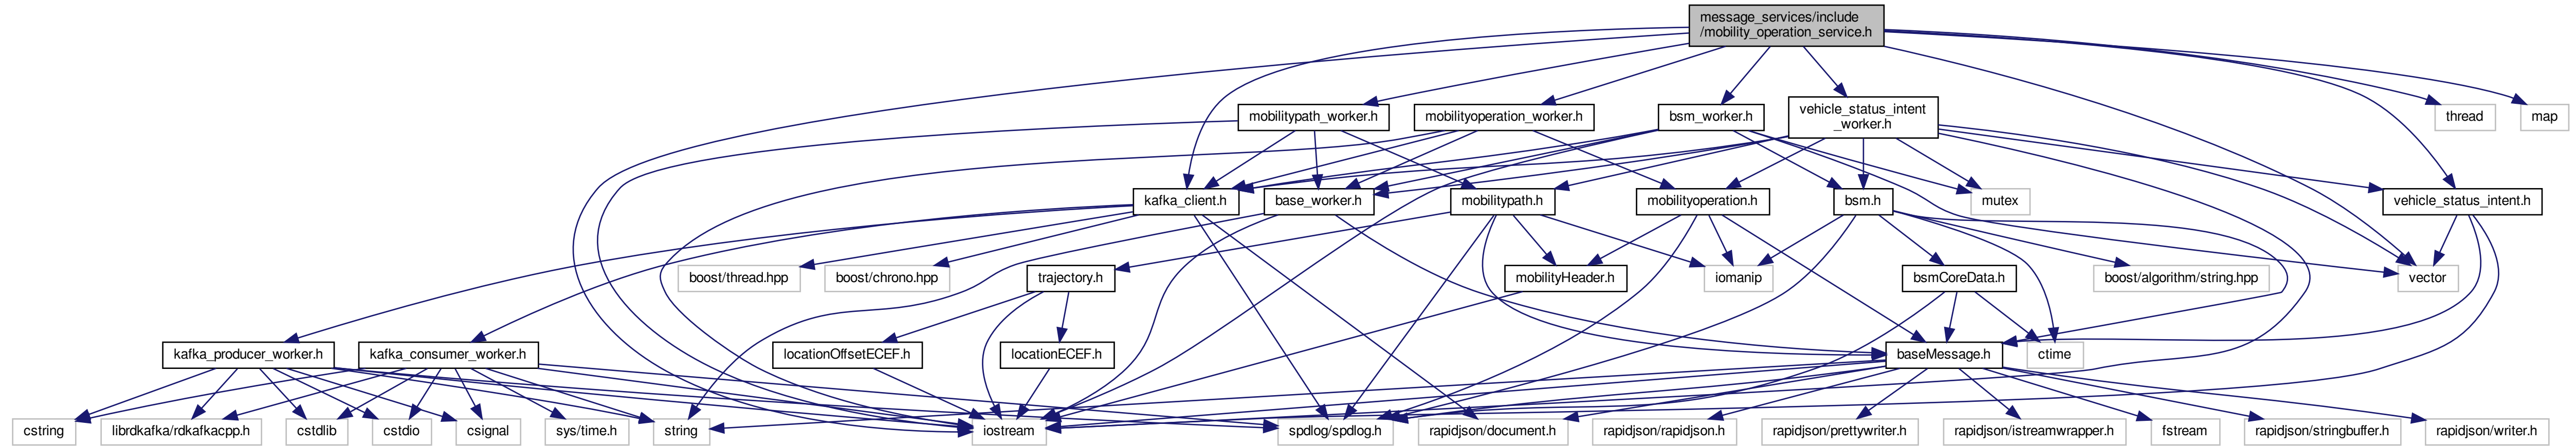 message_services/include
/mobility_operation_service.h
mobilitypath_worker.h
mobilityoperation_worker.h
bsm_worker.h
vehicle_status_intent
_worker.h
thread
map
kafka_client.h
base_worker.h
mobilitypath.h
mobilityoperation.h
bsm.h
mutex
vehicle_status_intent.h
boost/thread.hpp
boost/chrono.hpp
trajectory.h
mobilityHeader.h
iomanip
bsmCoreData.h
boost/algorithm/string.hpp
vector
kafka_producer_worker.h
kafka_consumer_worker.h
locationOffsetECEF.h
locationECEF.h
baseMessage.h
ctime
cstring
librdkafka/rdkafkacpp.h
cstdlib
cstdio
csignal
sys/time.h
string
iostream
spdlog/spdlog.h
rapidjson/document.h
rapidjson/rapidjson.h
rapidjson/prettywriter.h
rapidjson/istreamwrapper.h
fstream
rapidjson/stringbuffer.h
rapidjson/writer.h